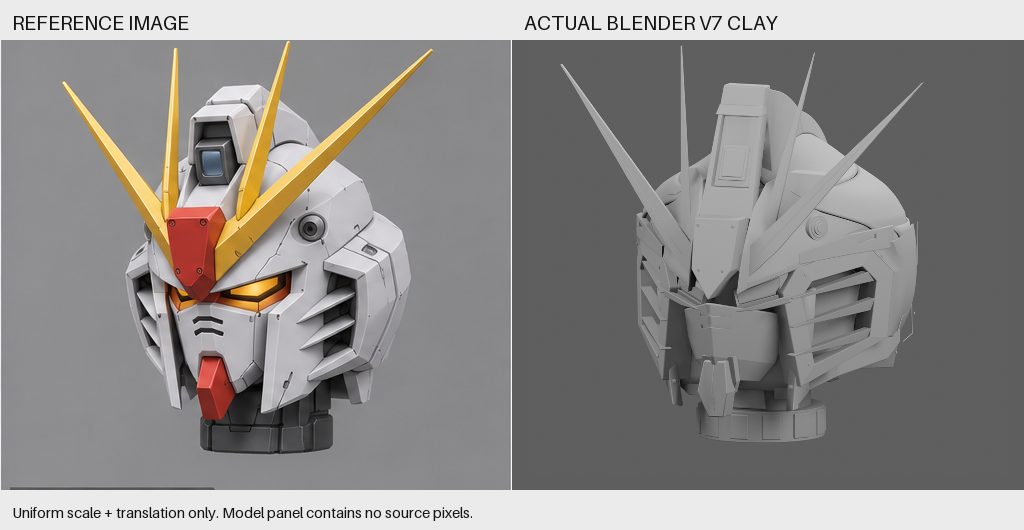 REFERENCE IMAGE
ACTUAL BLENDER V7 CLAY
Uniform scale + translation only. Model panel contains no source pixels.